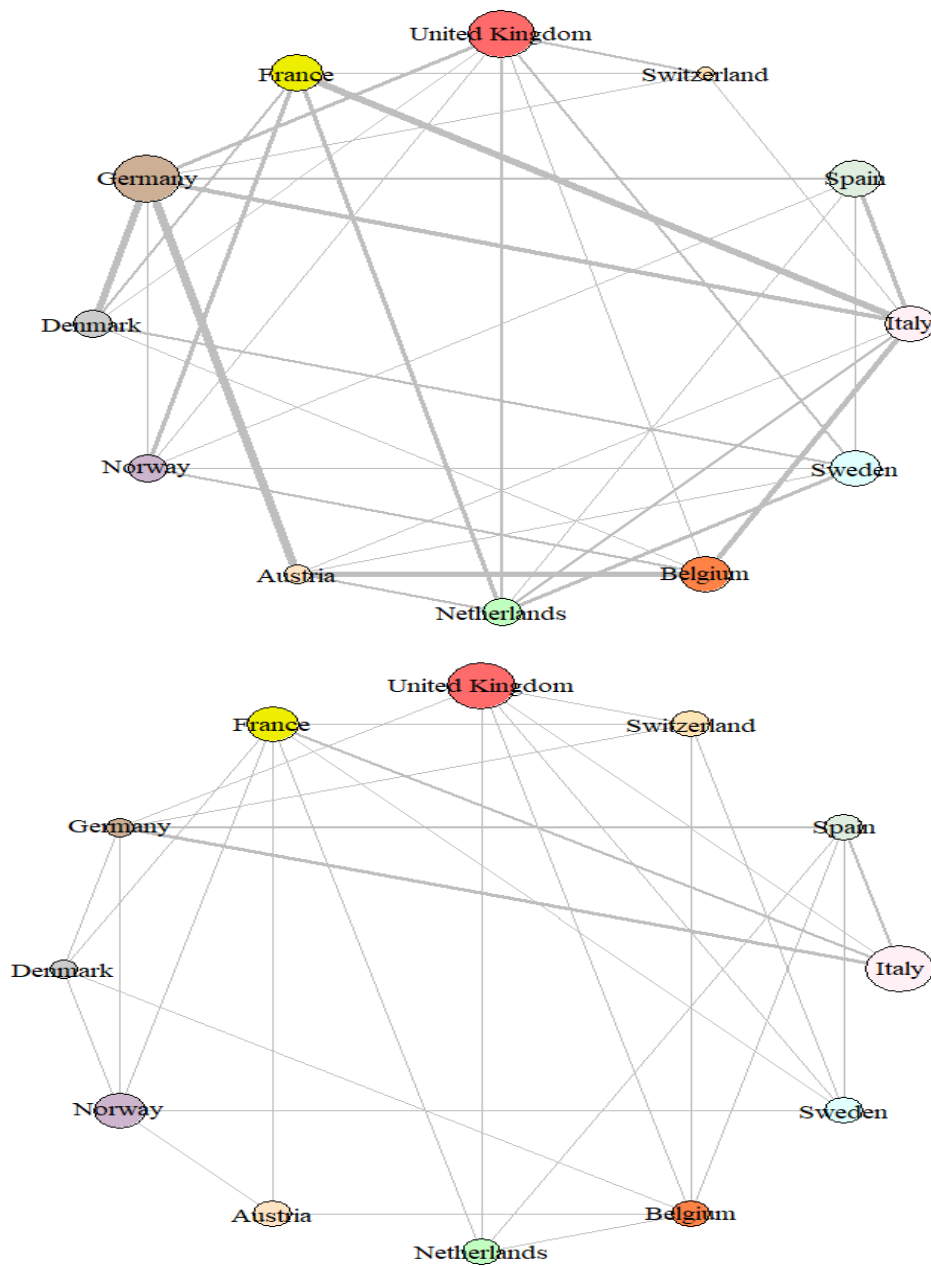 United Kingdom
France
Switzerland
Germany
Spain
Denmark
Italy
Norway
Sweden
Austria
Belgium
Netherlands
United Kingdom
France
Switzerland
Germany
Spain
Denmark
Italy
Norway
Sweden
Austria
Belgium
Netherlands